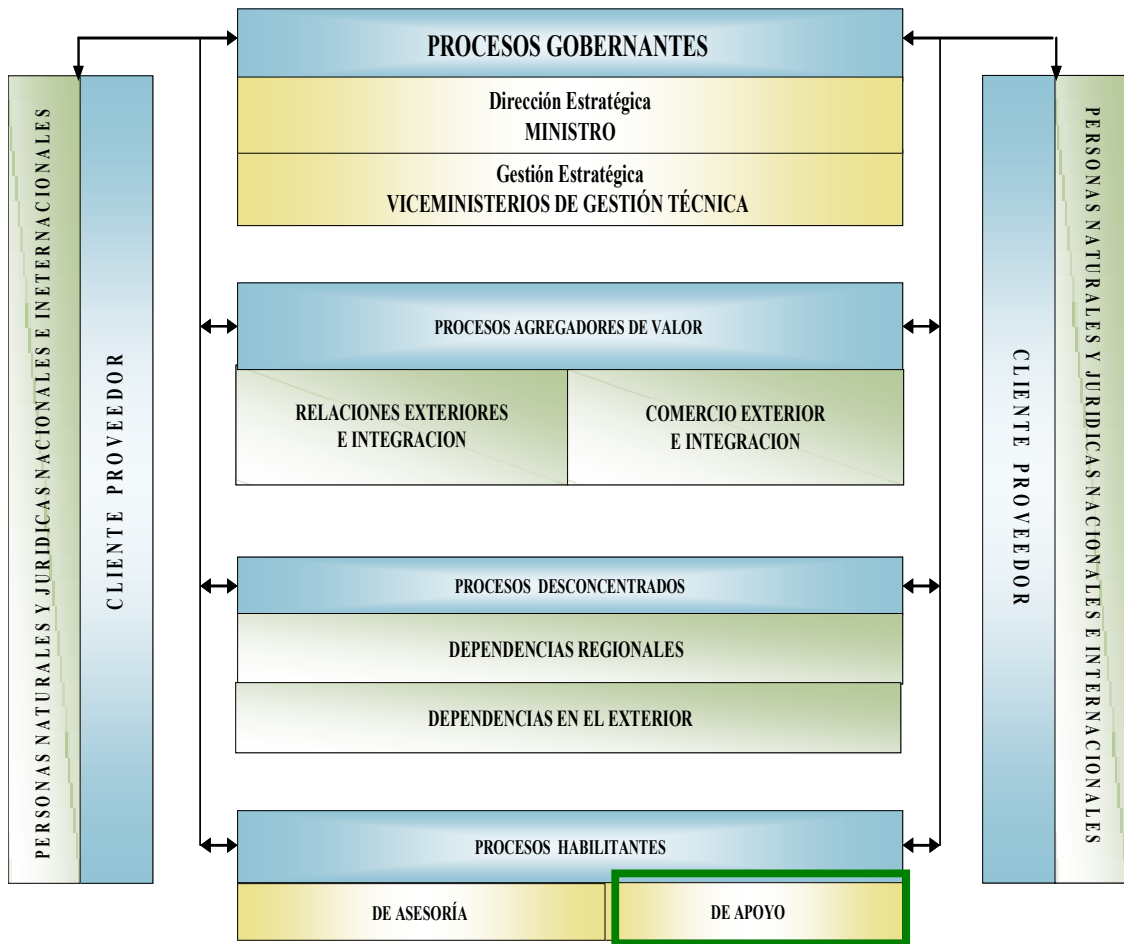 PROCESOS GOBERNANTES
Dirección Estratégica
MINISTRO
Gestión Estratégica
VICEMINISTERIOS DE GESTIÓN TÉCNICA
PERSONAS NATURALES Y JURIDICAS NACIONALES E INETERNACIONALES
CLIENTE PROVEEDOR
PROCESOS AGREGADORES DE VALOR
RELACIONES EXTERIORES
E INTEGRACION
COMERCIO EXTERIOR
E INTEGRACION
PROCESOS DESCONCENTRADOS
DEPENDENCIAS REGIONALES
DEPENDENCIAS EN EL EXTERIOR
PROCESOS HABILITANTES
DE ASESORÍA
DE APOYO
CLIENTE PROVEEDOR
PERSONAS NATURALES Y JURIDICAS NACIONALES E INTERNACIONALES